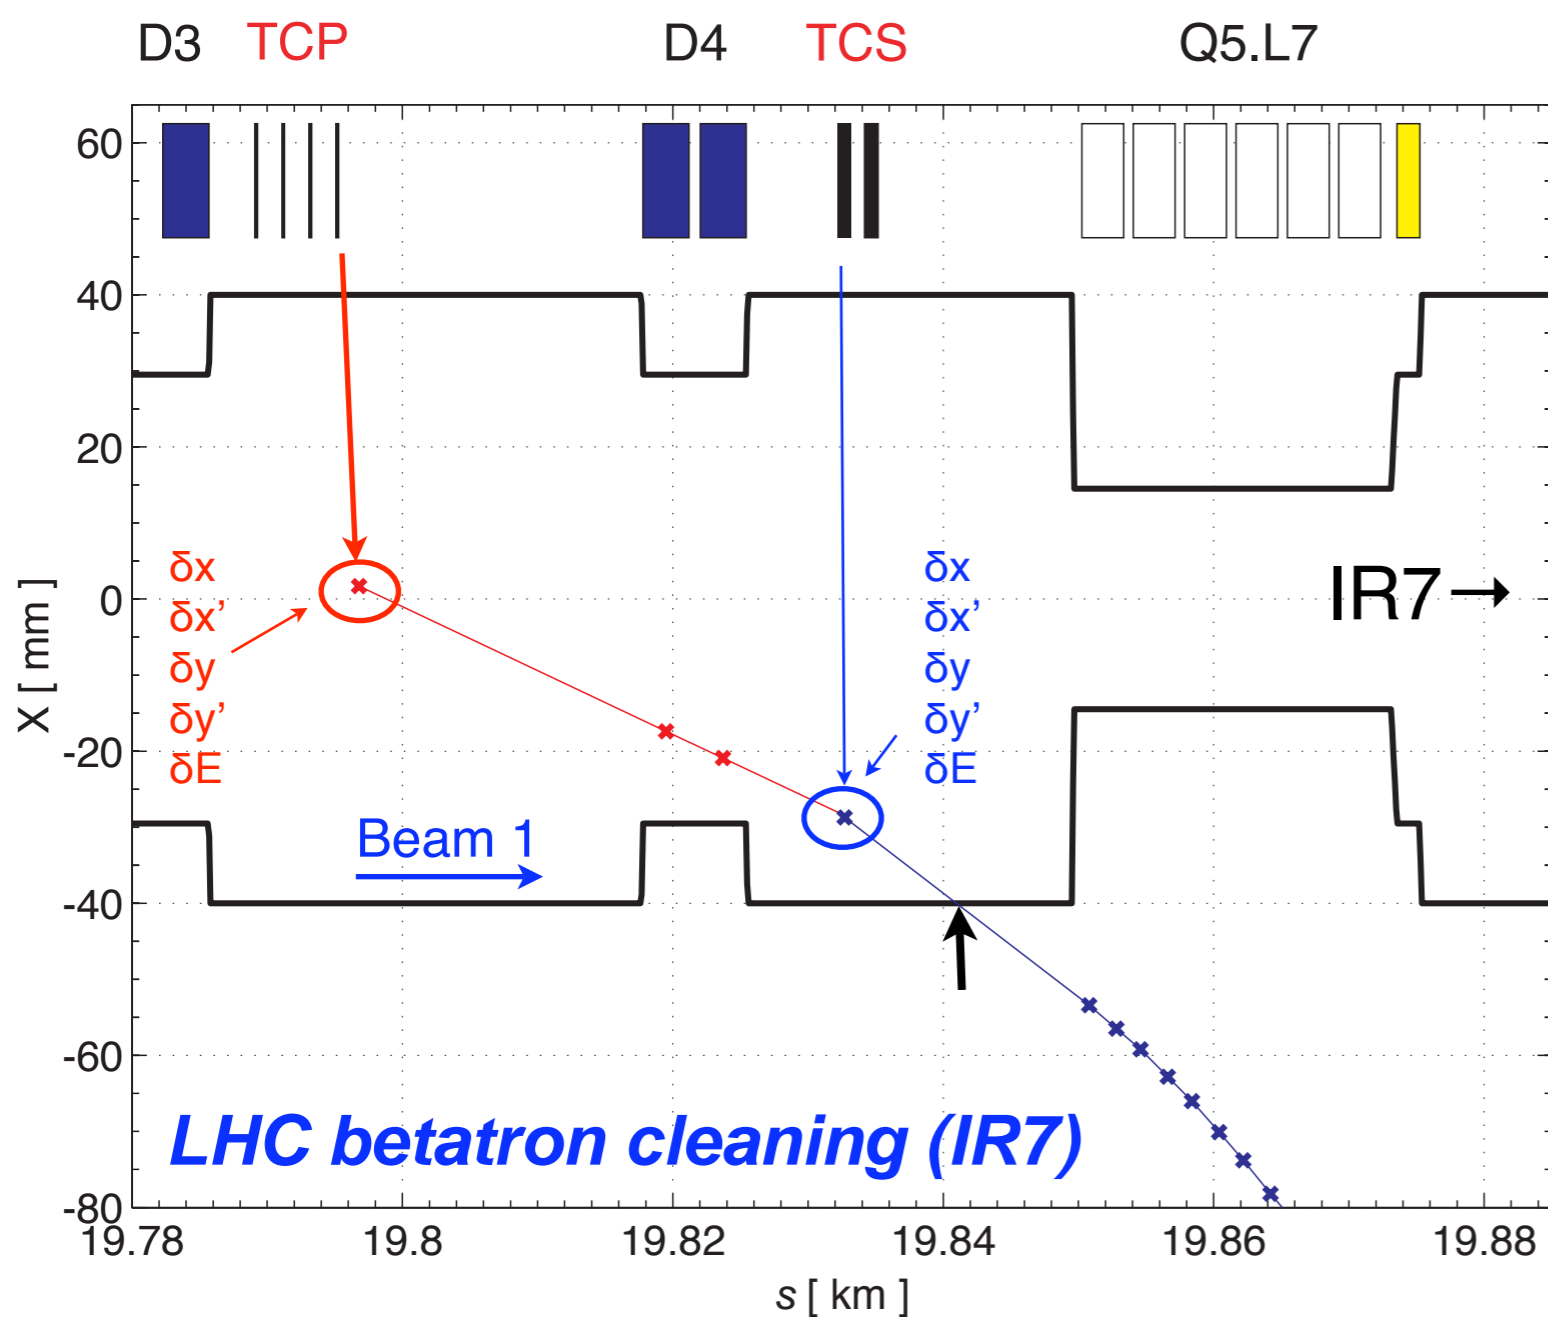 D3 TCP D4 TCS Q5.L7
60
40
20
0
-20
-40
-60
-80
X [ mm ]
δx
δx’
δy
δy’
δE
δx
δx’
δy
δy’
δE
IR7
Beam 1
LHC betatron cleaning (IR7)
19.78 19.8 19.82 19.84 19.86 19.88
s [ km ]